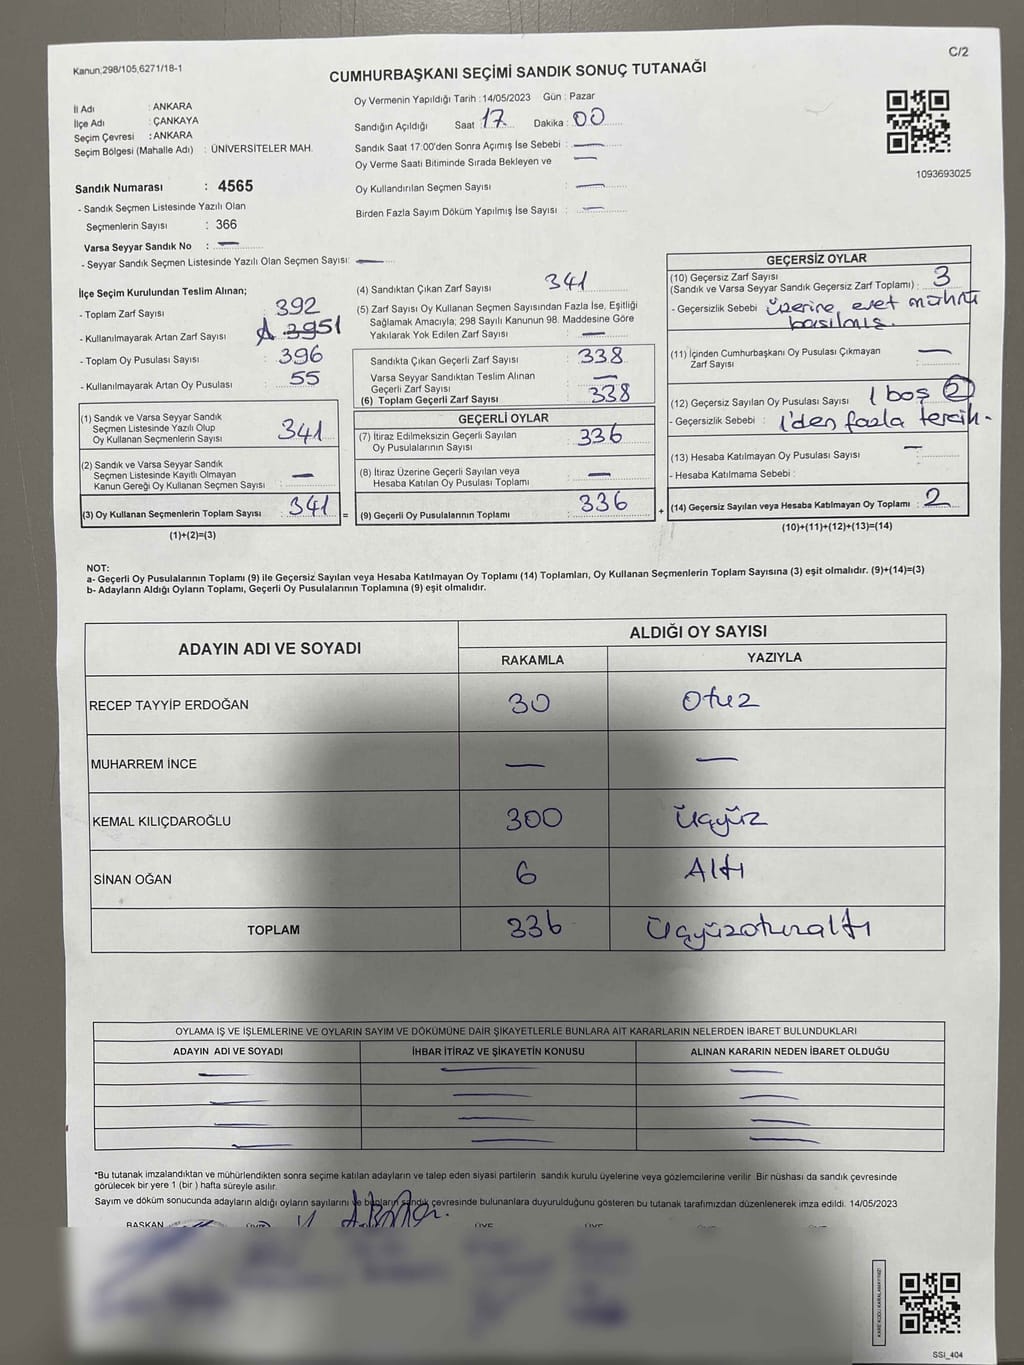 C/2
Kanun,298/105,6271/18-1
CUMHURBAŞKANI SEÇİMİ SANDIK SONUÇ TUTANAĞI
İl Adı : ANKARA
İlçe Adı : ÇANKAYA
Seçim Çevresi : ANKARA
Seçim Bölgesi (Mahalle Adı) : ÜNİVERSİTELER MAH.
Oy Vermenin Yapıldığı Tarih : 14/05/2023 Gün : Pazar
Sandığın Açıldığı Saat 17 Dakika : 00
Sandık Saat 17:00'den Sonra Açımış İse Sebebi : —
Oy Verme Saati Bitiminde Sırada Bekleyen ve —
Oy Kullandırılan Seçmen Sayısı : —
Birden Fazla Sayım Döküm Yapılmış İse Sayısı : —
1093693025
Sandık Numarası : 4565
- Sandık Seçmen Listesinde Yazılı Olan
Seçmenlerin Sayısı : 366
Varsa Seyyar Sandık No : —
- Seyyar Sandık Seçmen Listesinde Yazılı Olan Seçmen Sayısı: —
İlçe Seçim Kurulundan Teslim Alınan;
- Toplam Zarf Sayısı 392
- Kullanılmayarak Artan Zarf Sayısı : 51
- Toplam Oy Pusulası Sayısı : 396
- Kullanılmayarak Artan Oy Pusulası : 55
(1) Sandık ve Varsa Seyyar Sandık
Seçmen Listesinde Yazılı Olup
Oy Kullanan Seçmenlerin Sayısı : 341
(2) Sandık ve Varsa Seyyar Sandık
Seçmen Listesinde Kayıtlı Olmayan
Kanun Gereği Oy Kullanan Seçmen Sayısı : —
(3) Oy Kullanan Seçmenlerin Toplam Sayısı : 341 =
(1)+(2)=(3)
(4) Sandıktan Çıkan Zarf Sayısı 341
(5) Zarf Sayısı Oy Kullanan Seçmen Sayısından Fazla İse, Eşitliği
Sağlamak Amacıyla; 298 Sayılı Kanunun 98. Maddesine Göre
Yakılarak Yok Edilen Zarf Sayısı : —
Sandıkta Çıkan Geçerli Zarf Sayısı : 338
Varsa Seyyar Sandıktan Teslim Alınan
Geçerli Zarf Sayısı : —
(6) Toplam Geçerli Zarf Sayısı : 338
GEÇERLİ OYLAR
(7) İtiraz Edilmeksizin Geçerli Sayılan
Oy Pusulalarının Sayısı : 336
(8) İtiraz Üzerine Geçerli Sayılan veya
Hesaba Katılan Oy Pusulası Toplamı : —
(9) Geçerli Oy Pusulalarının Toplamı : 336 +
GEÇERSİZ OYLAR
(10) Geçersiz Zarf Sayısı
(Sandık ve Varsa Seyyar Sandık Geçersiz Zarf Toplamı) : 3
- Geçersizlik Sebebi : üzerine evet mührü
basılmış.
(11) İçinden Cumhurbaşkanı Oy Pusulası Çıkmayan
Zarf Sayısı : —
(12) Geçersiz Sayılan Oy Pusulası Sayısı : 1 boş 2
- Geçersizlik Sebebi : 1'den fazla tercih.
(13) Hesaba Katılmayan Oy Pusulası Sayısı : —
- Hesaba Katılmama Sebebi :
(14) Geçersiz Sayılan veya Hesaba Katılmayan Oy Toplamı : 2
(10)+(11)+(12)+(13)=(14)
NOT:
a- Geçerli Oy Pusulalarının Toplamı (9) ile Geçersiz Sayılan veya Hesaba Katılmayan Oy Toplamı (14) Toplamları, Oy Kullanan Seçmenlerin Toplam Sayısına (3) eşit olmalıdır. (9)+(14)=(3)
b- Adayların Aldığı Oyların Toplamı, Geçerli Oy Pusulalarının Toplamına (9) eşit olmalıdır.
ADAYIN ADI VE SOYADI
ALDIĞI OY SAYISI
RAKAMLA YAZIYLA
RECEP TAYYİP ERDOĞAN 30 Otuz
MUHARREM İNCE — —
KEMAL KILIÇDAROĞLU 300 Üçyüz
SİNAN OĞAN 6 Altı
TOPLAM 336 Üçyüzotuzaltı
OYLAMA İŞ VE İŞLEMLERİNE VE OYLARIN SAYIM VE DÖKÜMÜNE DAİR ŞİKAYETLERLE BUNLARA AİT KARARLARIN NELERDEN İBARET BULUNDUKLARI
ADAYIN ADI VE SOYADI İHBAR İTİRAZ VE ŞİKAYETİN KONUSU ALINAN KARARIN NEDEN İBARET OLDUĞU
— — —
— — —
— — —
— — —
*Bu tutanak imzalandıktan ve mühürlendikten sonra seçime katılan adayların ve talep eden siyasi partilerin sandık kurulu üyelerine veya gözlemcilerine verilir. Bir nüshası da sandık çevresinde
görülecek bir yere 1 (bir ) hafta süreyle asılır.
Sayım ve döküm sonucunda adayların aldığı oyların sayılarını ve bunların sandık çevresinde bulunanlara duyurulduğunu gösteren bu tutanak tarafımızdan düzenlenerek imza edildi. 14/05/2023
BAŞKAN ÜYE ÜYE
KARE KODU KARALAMAYINIZ!
SSI_404